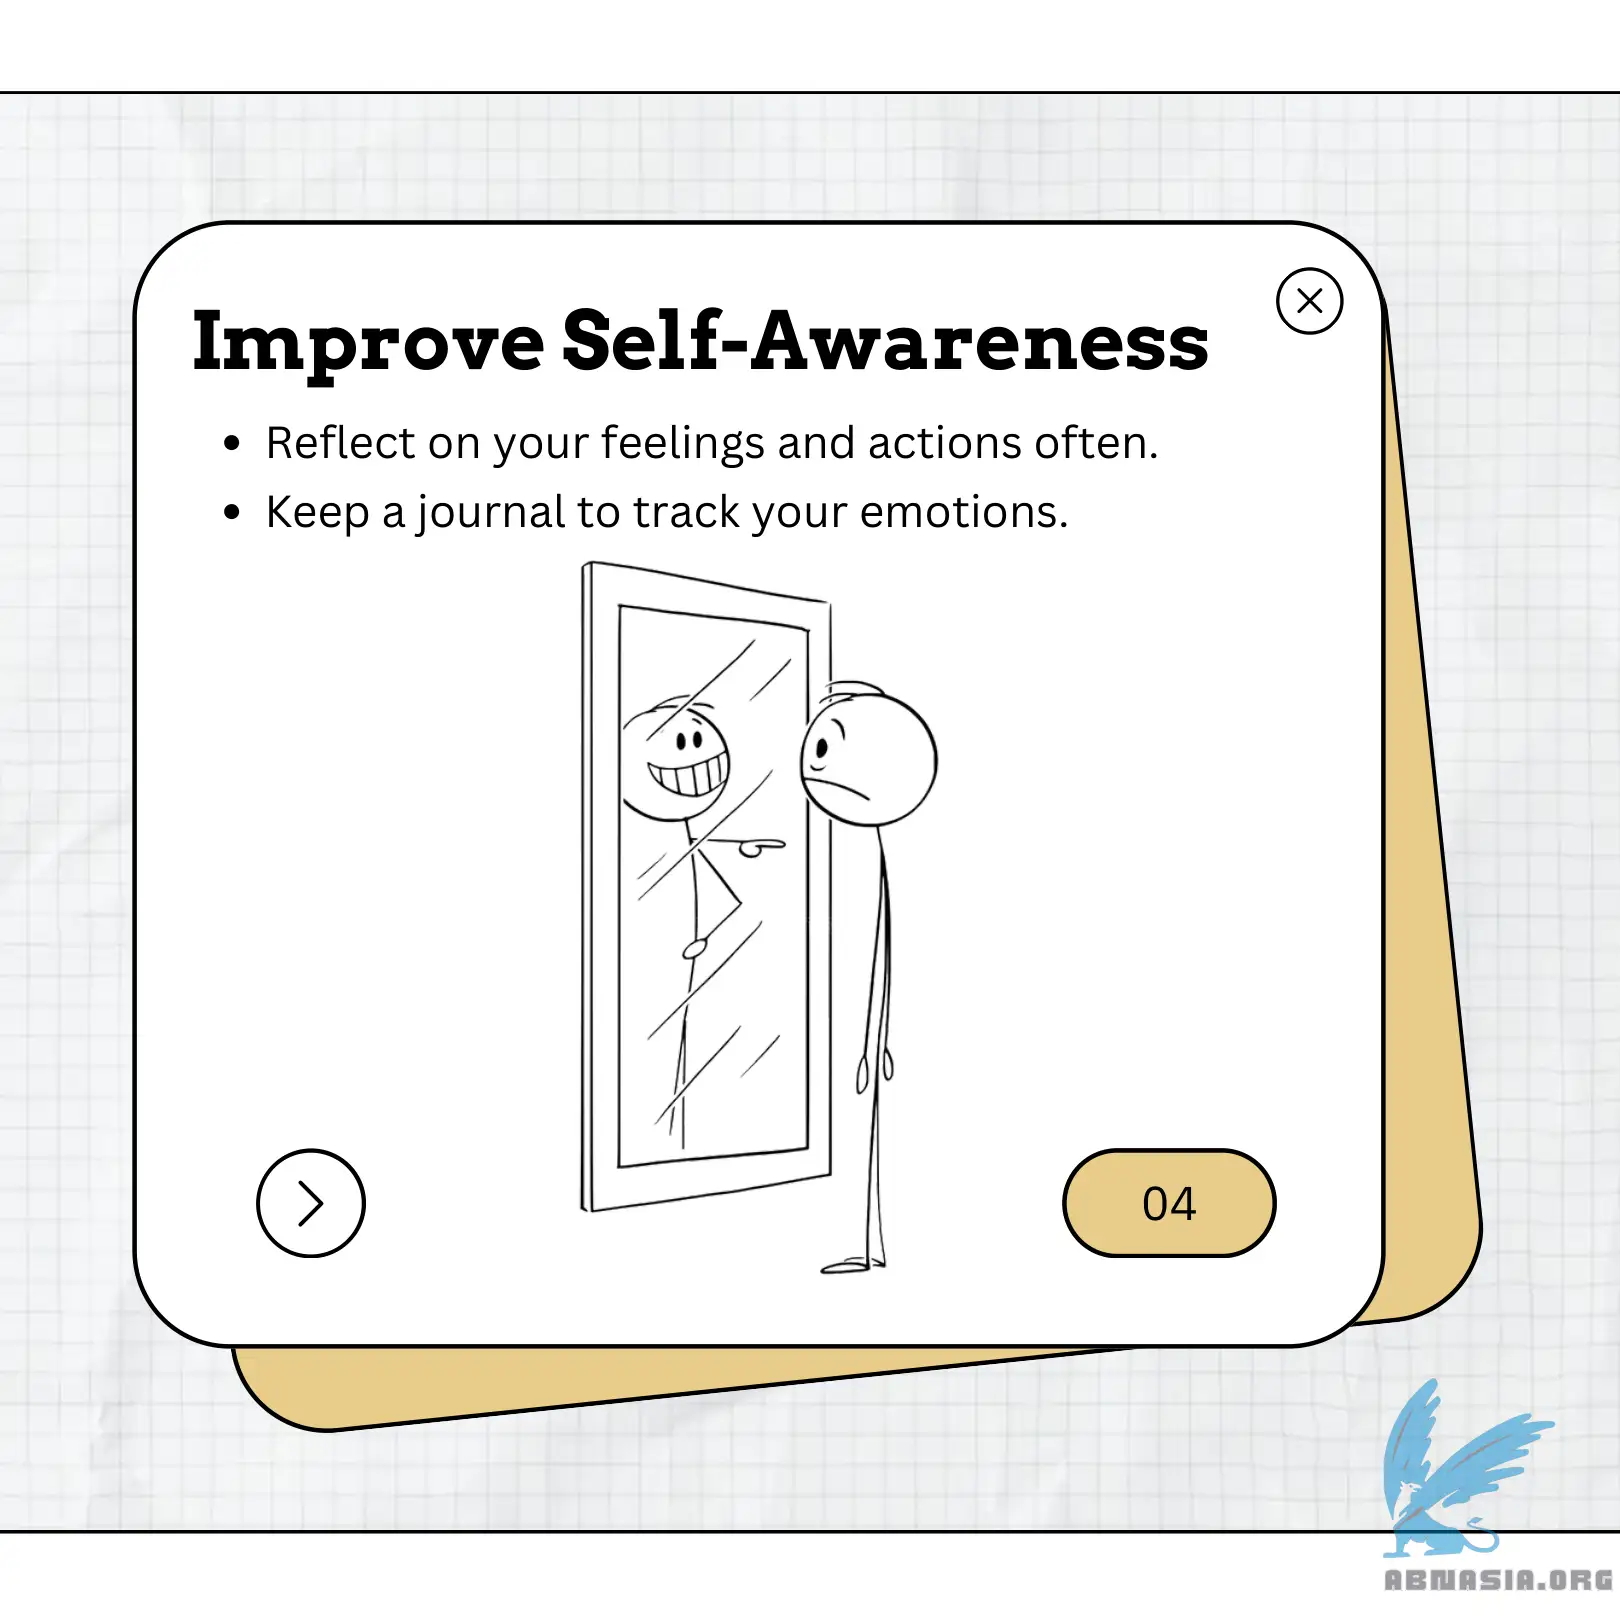 Improve Self-Awareness
Reflect on your feelings and actions often.
Keep a journal to track your emotions.
04
ABNASIA.ORG